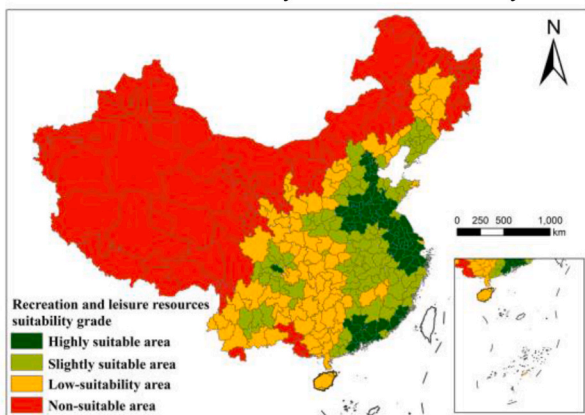 N
0 250 500 1,000
km
Recreation and leisure resources
suitability grade
Highly suitable area
Slightly suitable area
Low-suitability area
Non-suitable area